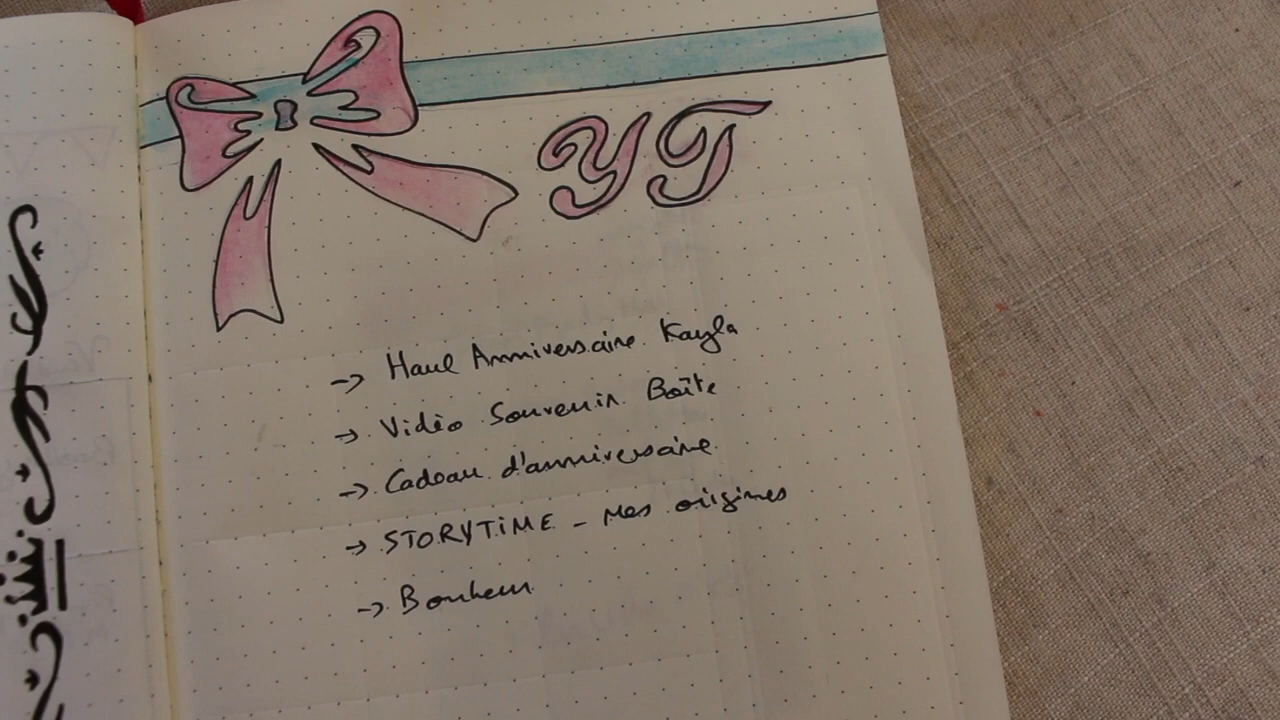 YT
-> Haul Anniversaire Kayla
-> Vidéo Souvenir Boîte
-> Cadeau d'anniversaire
-> STORYTIME - Mes origines
-> Bonheur